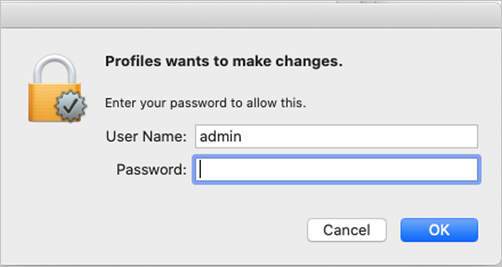 Profiles wants to make changes.
Enter your password to allow this.
User Name: admin
Password:
Cancel OK